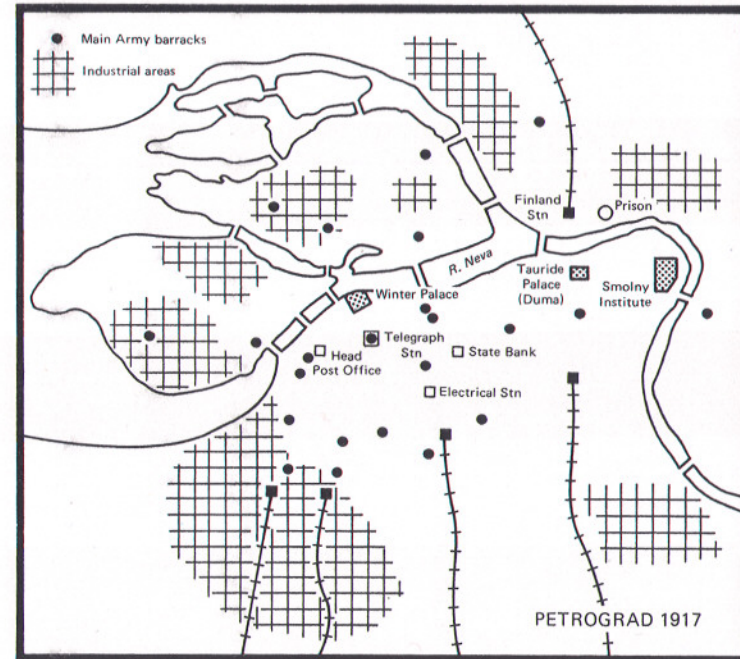 Main Army barracks
Industrial areas
Finland
Stn
Prison
R. Neva
Tauride
Palace
(Duma)
Smolny
Institute
Winter Palace
Telegraph
Stn
State Bank
Head
Post Office
Electrical Stn
PETROGRAD 1917